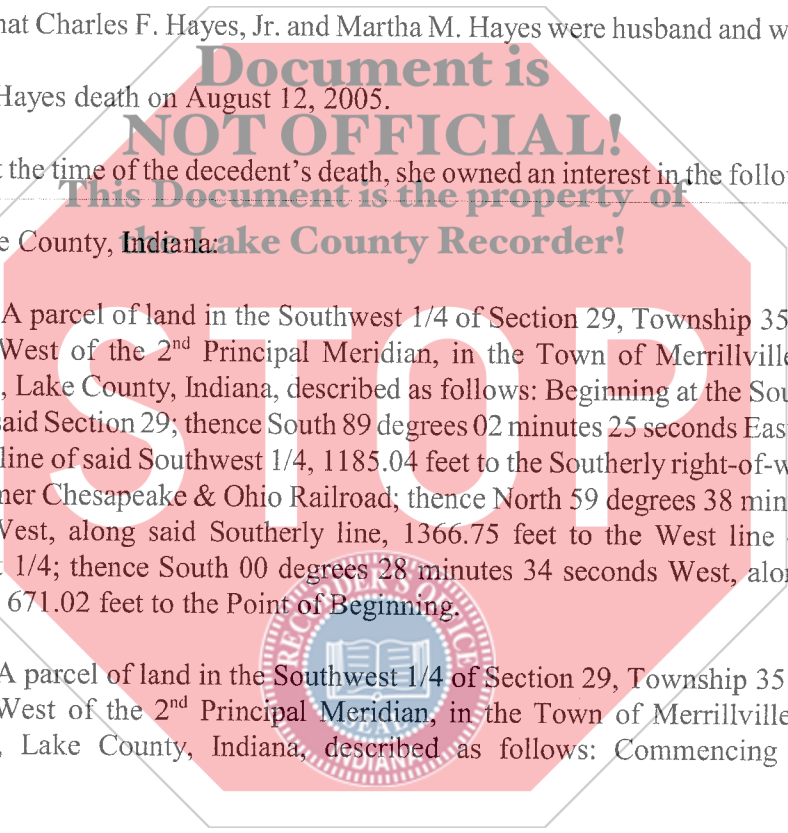 hat Charles F. Hayes, Jr. and Martha M. Hayes were husband and w
Document is
Hayes death on August 12, 2005.
NOT OFFICIAL!
t the time of the decedent's death, she owned an interest in the follo
This Document is the property of
e County, Indiana:
the Lake County Recorder!
A parcel of land in the Southwest 1/4 of Section 29, Township 35
West of the 2nd Principal Meridian, in the Town of Merrillville
, Lake County, Indiana, described as follows: Beginning at the Sou
said Section 29; thence South 89 degrees 02 minutes 25 seconds Eas
line of said Southwest 1/4, 1185.04 feet to the Southerly right-of-w
ner Chesapeake & Ohio Railroad; thence North 59 degrees 38 min
West, along said Southerly line, 1366.75 feet to the West line
t 1/4; thence South 00 degrees 28 minutes 34 seconds West, alon
671.02 feet to the Point of Beginning.
STOP
RECORDER'S OFFICE
A parcel of land in the Southwest 1/4 of Section 29, Township 35
West of the 2nd Principal Meridian, in the Town of Merrillville
, Lake County, Indiana, described as follows: Commencing
SEAL
INDIANA